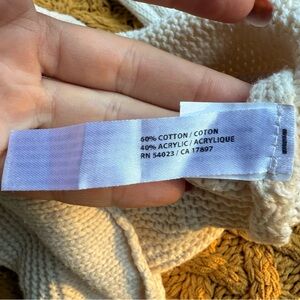 60% COTTON / COTON
40% ACRYLIC / ACRYLIQUE
RN 54023 / CA 17897